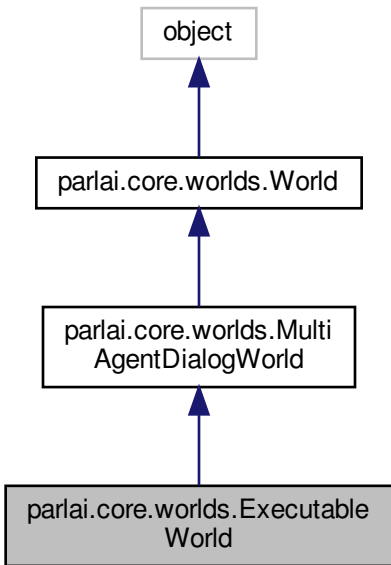 object
parlai.core.worlds.World
parlai.core.worlds.Multi
AgentDialogWorld
parlai.core.worlds.Executable
World